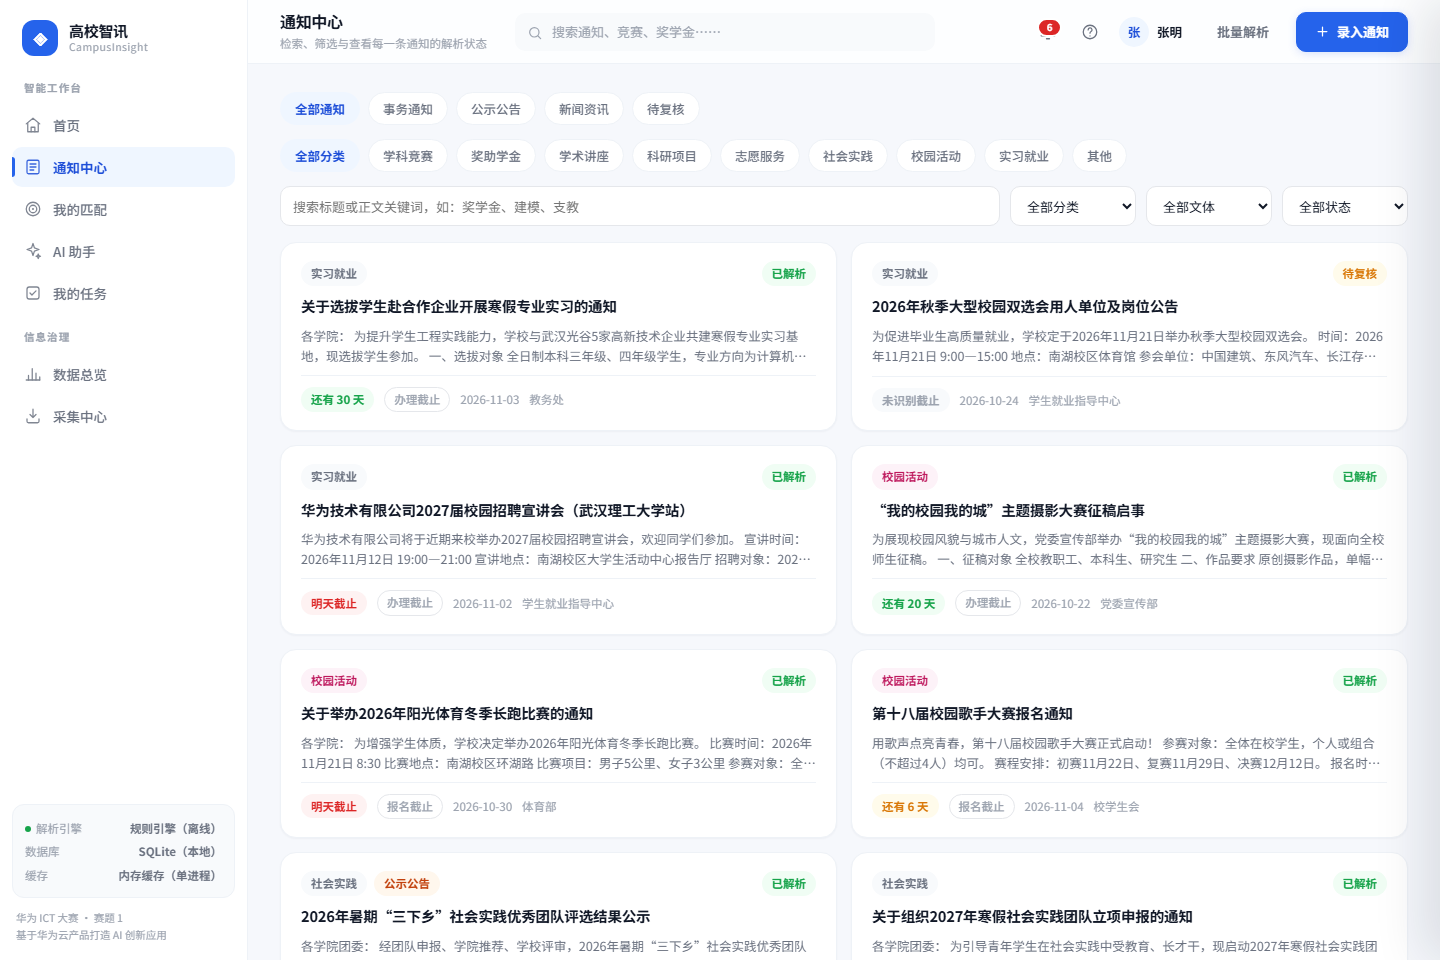 高校智讯
CampusInsight
智能工作台
首页
通知中心
我的匹配
AI 助手
我的任务
信息治理
数据总览
采集中心
解析引擎 规则引擎（离线）
数据库 SQLite（本地）
缓存 内存缓存（单进程）
华为 ICT 大赛 · 赛题 1
基于华为云产品打造 AI 创新应用
通知中心
检索、筛选与查看每一条通知的解析状态
搜索通知、竞赛、奖学金……
6
张 张明
批量解析
录入通知
全部通知 事务通知 公示公告 新闻资讯 待复核
全部分类 学科竞赛 奖助学金 学术讲座 科研项目 志愿服务 社会实践 校园活动 实习就业 其他
搜索标题或正文关键词，如：奖学金、建模、支教
全部分类 全部文体 全部状态
实习就业 已解析
关于选拔学生赴合作企业开展寒假专业实习的通知
各学院： 为提升学生工程实践能力，学校与武汉光谷5家高新技术企业共建寒假专业实习基
地，现选拔学生参加。 一、选拔对象 全日制本科三年级、四年级学生，专业方向为计算机…
还有 30 天 办理截止 2026-11-03 教务处
实习就业 待复核
2026年秋季大型校园双选会用人单位及岗位公告
为促进毕业生高质量就业，学校定于2026年11月21日举办秋季大型校园双选会。 时间：2026
年11月21日 9:00—15:00 地点：南湖校区体育馆 参会单位：中国建筑、东风汽车、长江存…
未识别截止 2026-10-24 学生就业指导中心
实习就业 已解析
华为技术有限公司2027届校园招聘宣讲会（武汉理工大学站）
华为技术有限公司将于近期来校举办2027届校园招聘宣讲会，欢迎同学们参加。 宣讲时间：
2026年11月12日 19:00—21:00 宣讲地点：南湖校区大学生活动中心报告厅 招聘对象：202…
明天截止 办理截止 2026-11-02 学生就业指导中心
校园活动 已解析
“我的校园我的城”主题摄影大赛征稿启事
为展现校园风貌与城市人文，党委宣传部举办“我的校园我的城”主题摄影大赛，现面向全校
师生征稿。 一、征稿对象 全校教职工、本科生、研究生 二、作品要求 原创摄影作品，单幅…
还有 20 天 办理截止 2026-10-22 党委宣传部
校园活动 已解析
关于举办2026年阳光体育冬季长跑比赛的通知
各学院： 为增强学生体质，学校决定举办2026年阳光体育冬季长跑比赛。 比赛时间：2026年
11月21日 8:30 比赛地点：南湖校区环湖路 比赛项目：男子5公里、女子3公里 参赛对象：全…
明天截止 报名截止 2026-10-30 体育部
校园活动 已解析
第十八届校园歌手大赛报名通知
用歌声点亮青春，第十八届校园歌手大赛正式启动！ 参赛对象：全体在校学生，个人或组合
（不超过4人）均可。 赛程安排：初赛11月22日、复赛11月29日、决赛12月12日。 报名时…
还有 6 天 报名截止 2026-11-04 校学生会
社会实践 公示公告 已解析
2026年暑期“三下乡”社会实践优秀团队评选结果公示
各学院团委： 经团队申报、学院推荐、学校评审，2026年暑期“三下乡”社会实践优秀团队
社会实践 已解析
关于组织2027年寒假社会实践团队立项申报的通知
各学院团委： 为引导青年学生在社会实践中受教育、长才干，现启动2027年寒假社会实践团